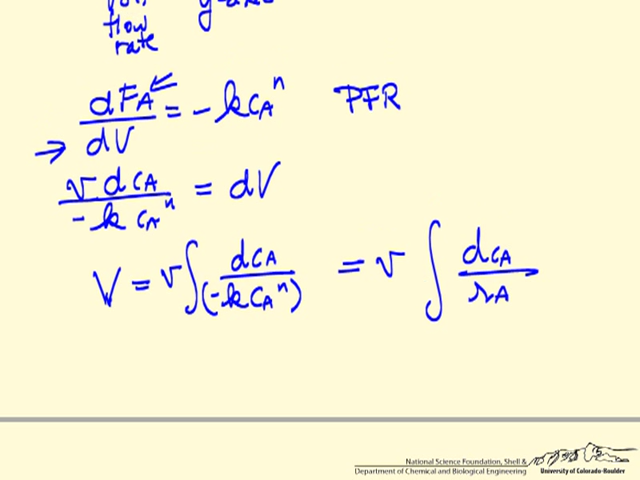 flow
rate
dFA/dV = -kCA^n PFR
v dCA / -k CA^n = dV
V = v ∫ dCA/(-kCA^n) = v ∫ dCA/rA
National Science Foundation, Shell &
Department of Chemical and Biological Engineering
University of Colorado-Boulder